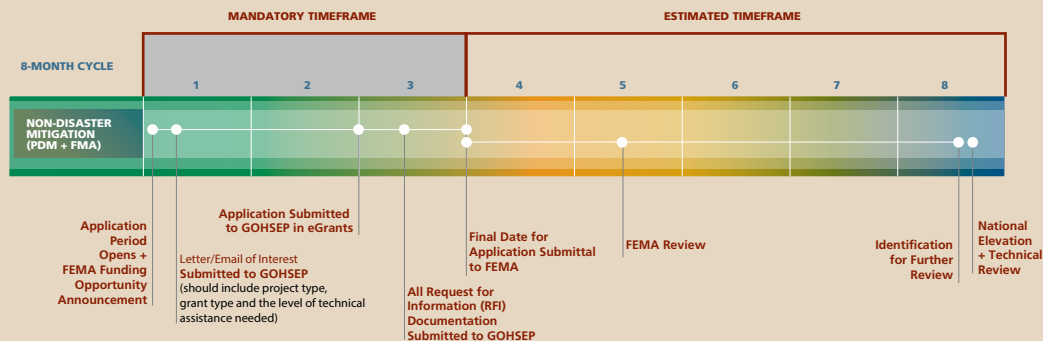 MANDATORY TIMEFRAME
ESTIMATED TIMEFRAME
8-MONTH CYCLE
1
2
3
4
5
6
7
8
NON-DISASTER
MITIGATION
(PDM + FMA)
Application
Period
Opens +
FEMA Funding
Opportunity
Announcement
Letter/Email of Interest
Submitted to GOHSEP
(should include project type,
grant type and the level of technical
assistance needed)
Application Submitted
to GOHSEP in eGrants
All Request for
Information (RFI)
Documentation
Submitted to GOHSEP
Final Date for
Application Submittal
to FEMA
FEMA Review
Identification
for Further
Review
National
Elevation
+ Technical
Review